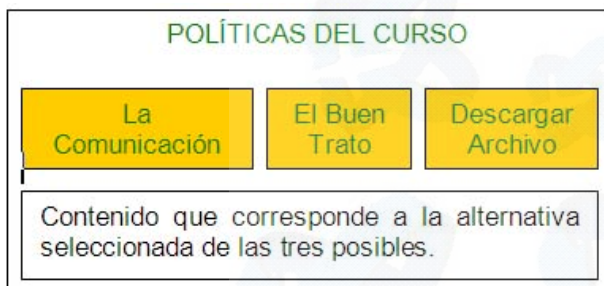 POLÍTICAS DEL CURSO
La
Comunicación
El Buen
Trato
Descargar
Archivo
Contenido que corresponde a la alternativa
seleccionada de las tres posibles.